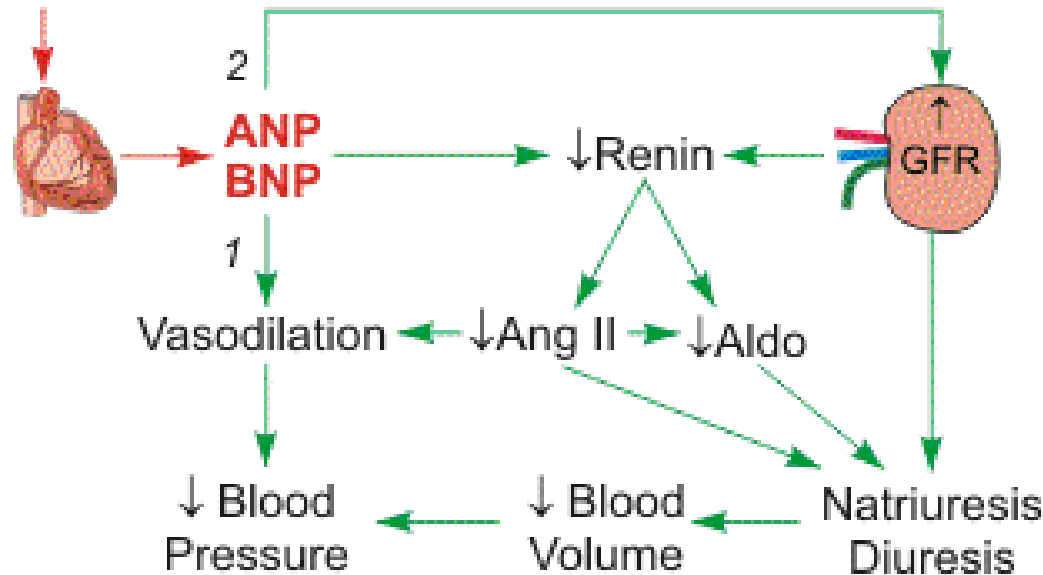 2
ANP
BNP
↓Renin
↑
GFR
1
Vasodilation
↓Ang II
↓Aldo
↓ Blood
Pressure
↓ Blood
Volume
Natriuresis
Diuresis